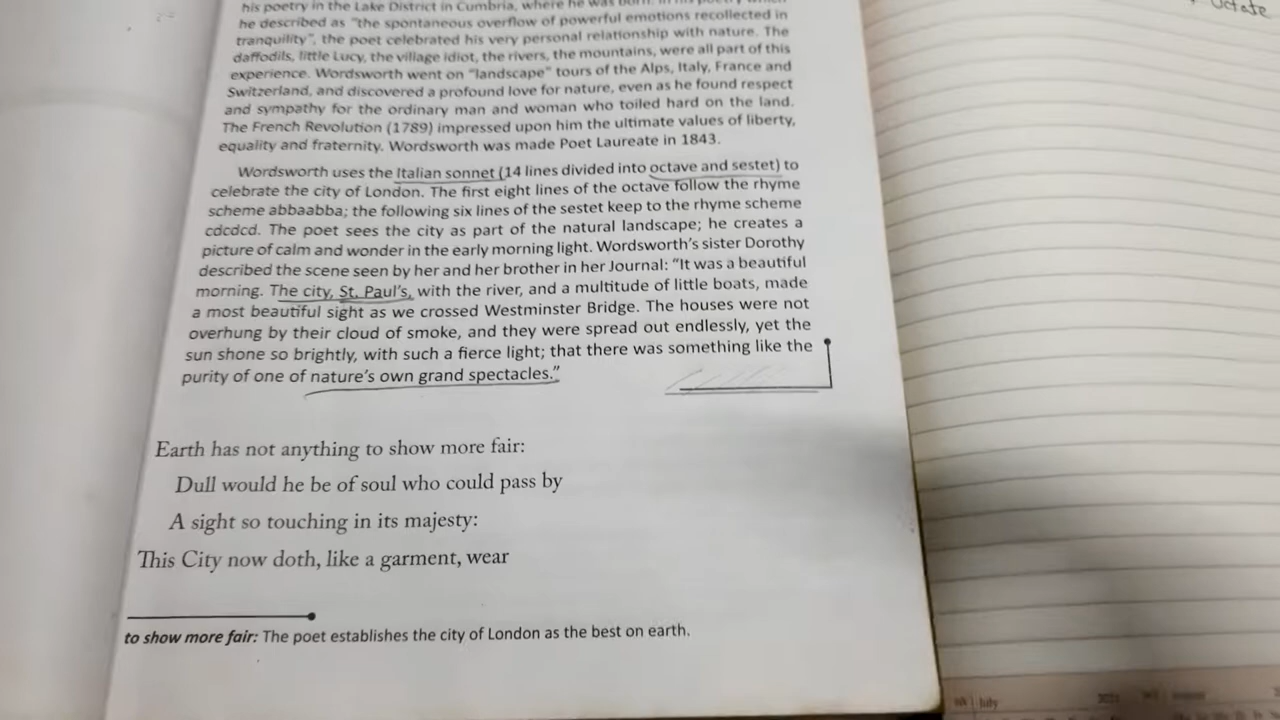 his poetry in the Lake District in Cumbria, where he was born. In his poetry which
he described as "the spontaneous overflow of powerful emotions recollected in
tranquility", the poet celebrated his very personal relationship with nature. The
daffodils, little Lucy, the village idiot, the rivers, the mountains, were all part of this
experience. Wordsworth went on "landscape" tours of the Alps, Italy, France and
Switzerland, and discovered a profound love for nature, even as he found respect
and sympathy for the ordinary man and woman who toiled hard on the land.
The French Revolution (1789) impressed upon him the ultimate values of liberty,
equality and fraternity. Wordsworth was made Poet Laureate in 1843.
Wordsworth uses the Italian sonnet (14 lines divided into octave and sestet) to
celebrate the city of London. The first eight lines of the octave follow the rhyme
scheme abbaabba; the following six lines of the sestet keep to the rhyme scheme
cdcdcd. The poet sees the city as part of the natural landscape; he creates a
picture of calm and wonder in the early morning light. Wordsworth's sister Dorothy
described the scene seen by her and her brother in her Journal: "It was a beautiful
morning. The city, St. Paul's, with the river, and a multitude of little boats, made
a most beautiful sight as we crossed Westminster Bridge. The houses were not
overhung by their cloud of smoke, and they were spread out endlessly, yet the
sun shone so brightly, with such a fierce light; that there was something like the
purity of one of nature's own grand spectacles."
Earth has not anything to show more fair:
Dull would he be of soul who could pass by
A sight so touching in its majesty:
This City now doth, like a garment, wear
to show more fair: The poet establishes the city of London as the best on earth.
July